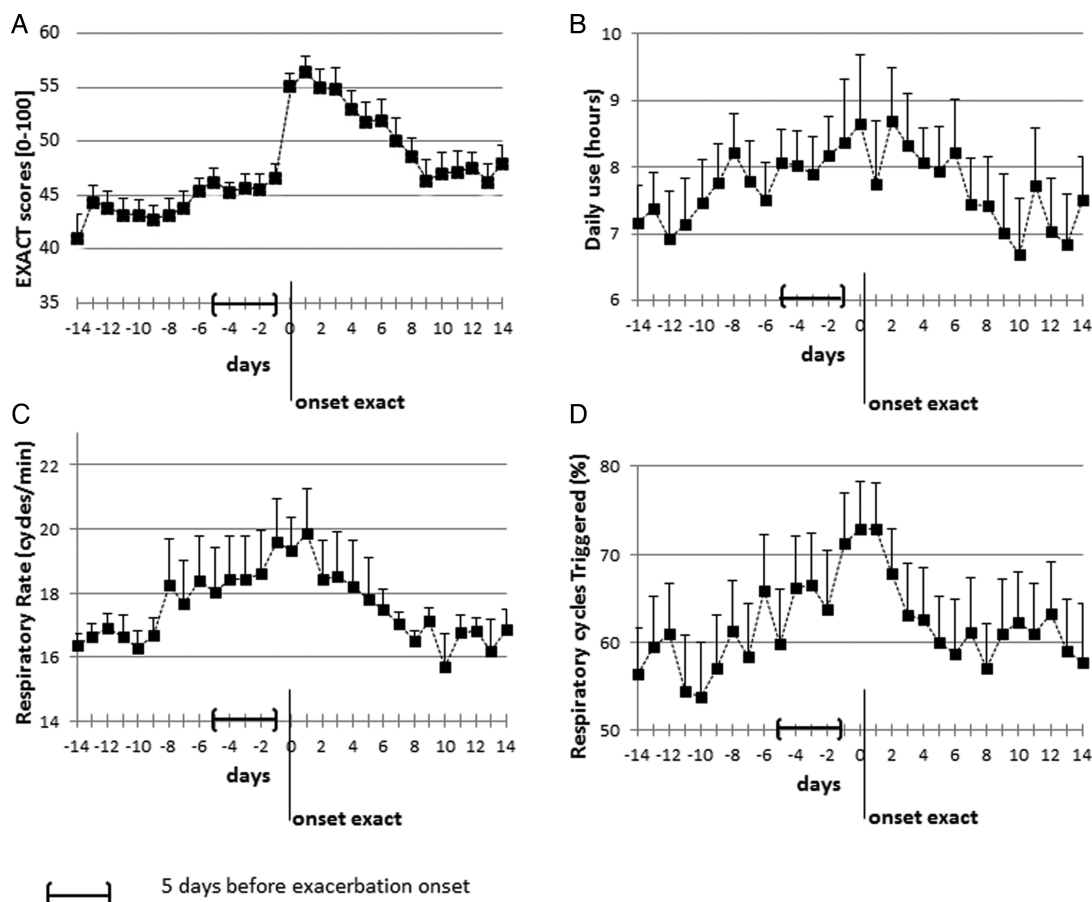 A
EXACT scores [0-100]
60
55
50
45
40
35
-14 -12 -10 -8 -6 -4 -2 0 2 4 6 8 10 12 14
days
onset exact
B
Daily use (hours)
10
9
8
7
6
-14 -12 -10 -8 -6 -4 -2 0 2 4 6 8 10 12 14
days
onset exact
C
Respiratory Rate (cycles/min)
22
20
18
16
14
-14 -12 -10 -8 -6 -4 -2 0 2 4 6 8 10 12 14
days
onset exact
D
Respiratory cycles Triggered (%)
80
70
60
50
-14 -12 -10 -8 -6 -4 -2 0 2 4 6 8 10 12 14
days
onset exact
5 days before exacerbation onset